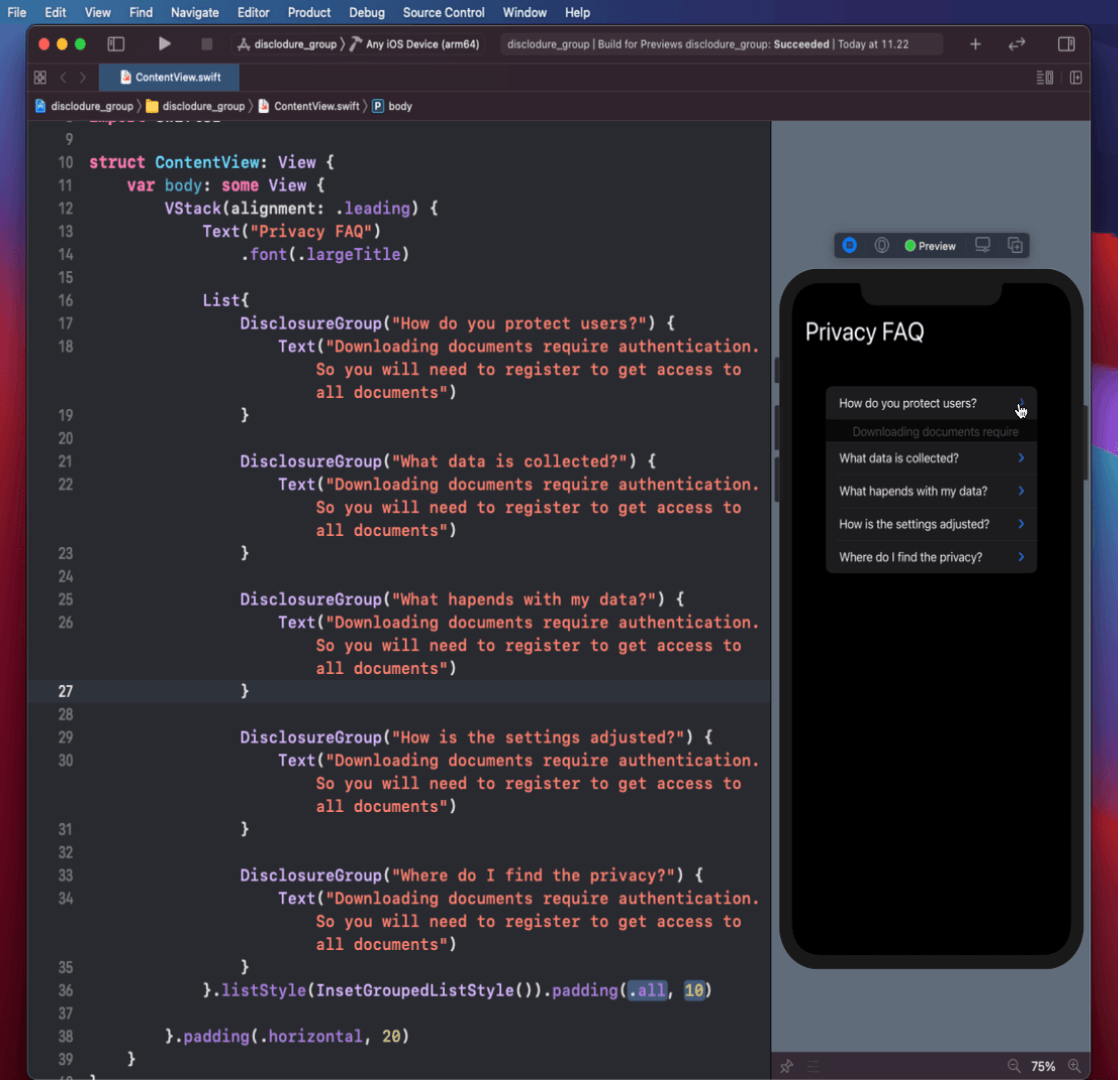 File Edit View Find Navigate Editor Product Debug Source Control Window Help
disclodure_group Any iOS Device (arm64) disclodure_group | Build for Previews disclodure_group: Succeeded | Today at 11.22
ContentView.swift
disclodure_group disclodure_group ContentView.swift P body
9
10 struct ContentView: View {
11 var body: some View {
12 VStack(alignment: .leading) {
13 Text("Privacy FAQ")
14 .font(.largeTitle)
15
16 List{
17 DisclosureGroup("How do you protect users?") {
18 Text("Downloading documents require authentication.
So you will need to register to get access to
all documents")
19 }
20
21 DisclosureGroup("What data is collected?") {
22 Text("Downloading documents require authentication.
So you will need to register to get access to
all documents")
23 }
24
25 DisclosureGroup("What hapends with my data?") {
26 Text("Downloading documents require authentication.
So you will need to register to get access to
all documents")
27 }
28
29 DisclosureGroup("How is the settings adjusted?") {
30 Text("Downloading documents require authentication.
So you will need to register to get access to
all documents")
31 }
32
33 DisclosureGroup("Where do I find the privacy?") {
34 Text("Downloading documents require authentication.
So you will need to register to get access to
all documents")
35 }
36 }.listStyle(InsetGroupedListStyle()).padding(.all, 10)
37
38 }.padding(.horizontal, 20)
39 }
Preview
Privacy FAQ
How do you protect users?
Downloading documents require
What data is collected?
What hapends with my data?
How is the settings adjusted?
Where do I find the privacy?
75%